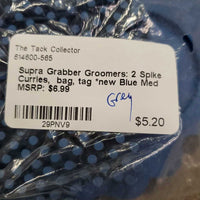 The Tack Collector
514600-565
Supra Grabber Groomers: 2 Spike
Curries, bag, tag *new Blue Med
MSRP: $6.99
Grey
29PNV9
$5.20